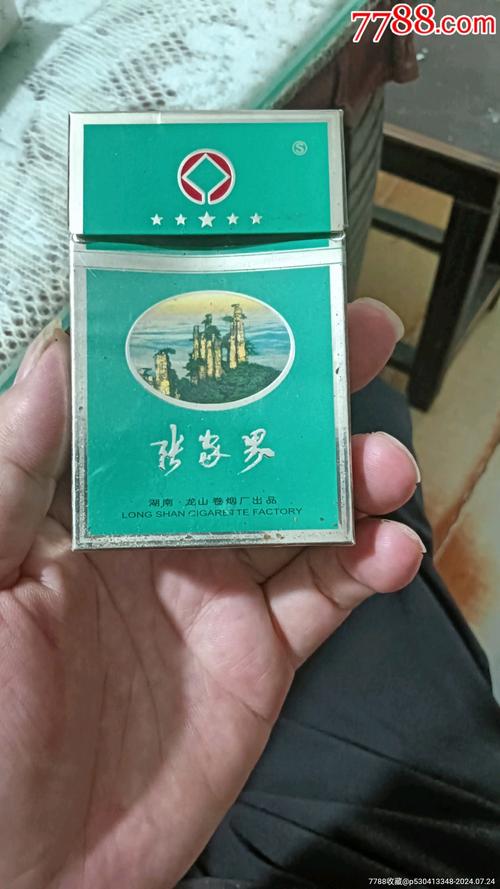 7788.com
S
张家界
湖南·龙山卷烟厂出品
LONG SHAN CIGARETTE FACTORY
7788收藏@p530413348-2024.07.24